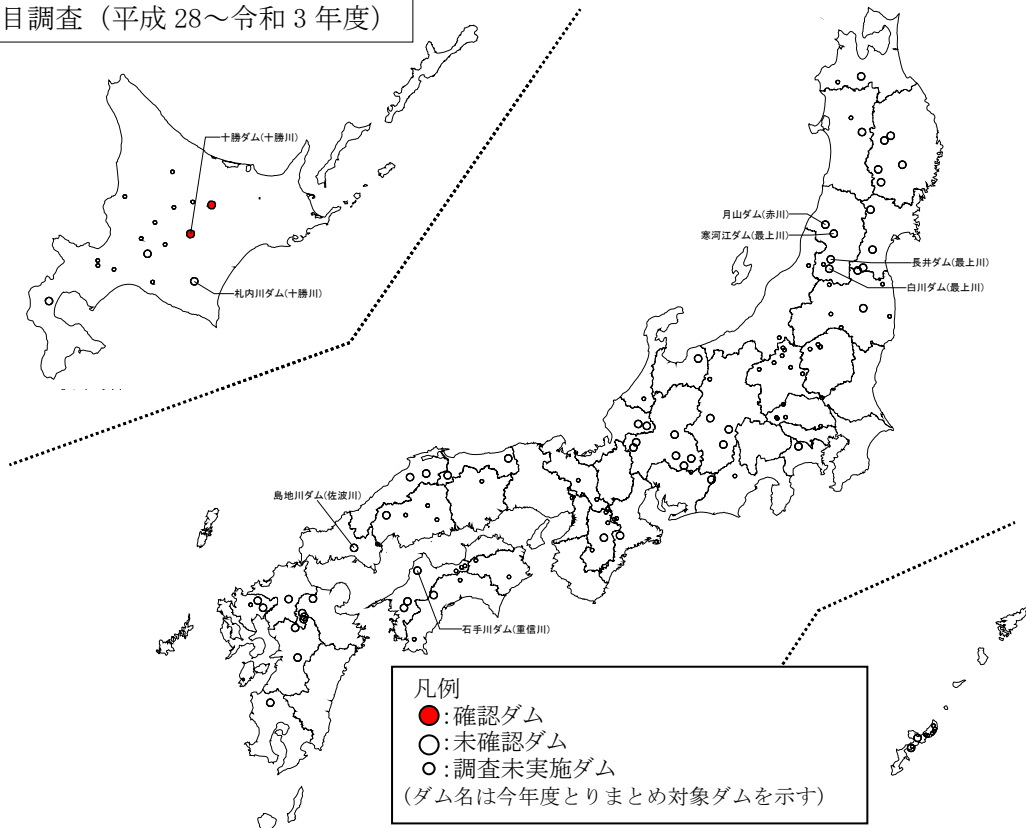 目調査（平成 28～令和 3 年度）
十勝ダム(十勝川)
札内川ダム(十勝川)
月山ダム(赤川)
寒河江ダム(最上川)
長井ダム(最上川)
白川ダム(最上川)
島地川ダム(佐波川)
石手川ダム(重信川)
凡例
:確認ダム
:未確認ダム
:調査未実施ダム
(ダム名は今年度とりまとめ対象ダムを示す)